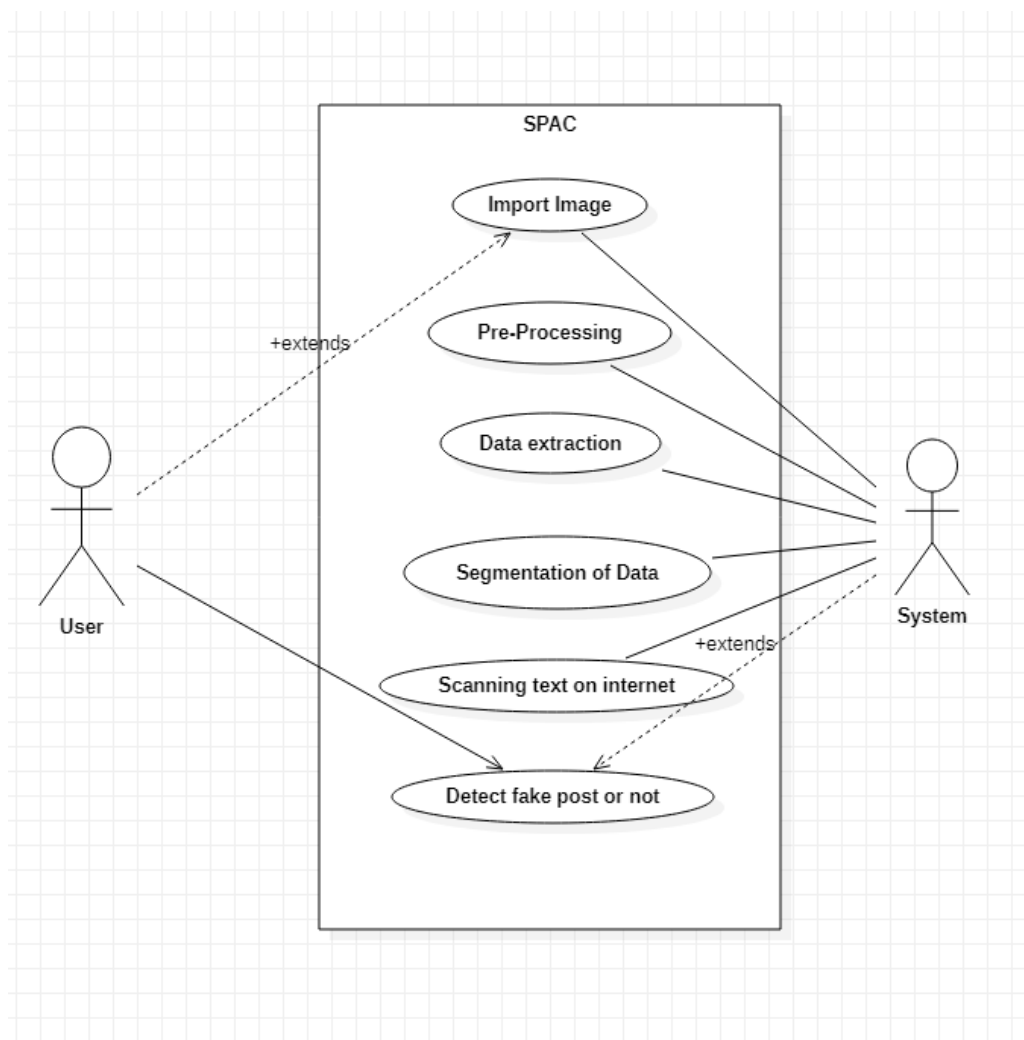 SPAC
Import Image
Pre-Processing
+extends
Data extraction
Segmentation of Data
System
User
+extends
Scanning text on internet
Detect fake post or not